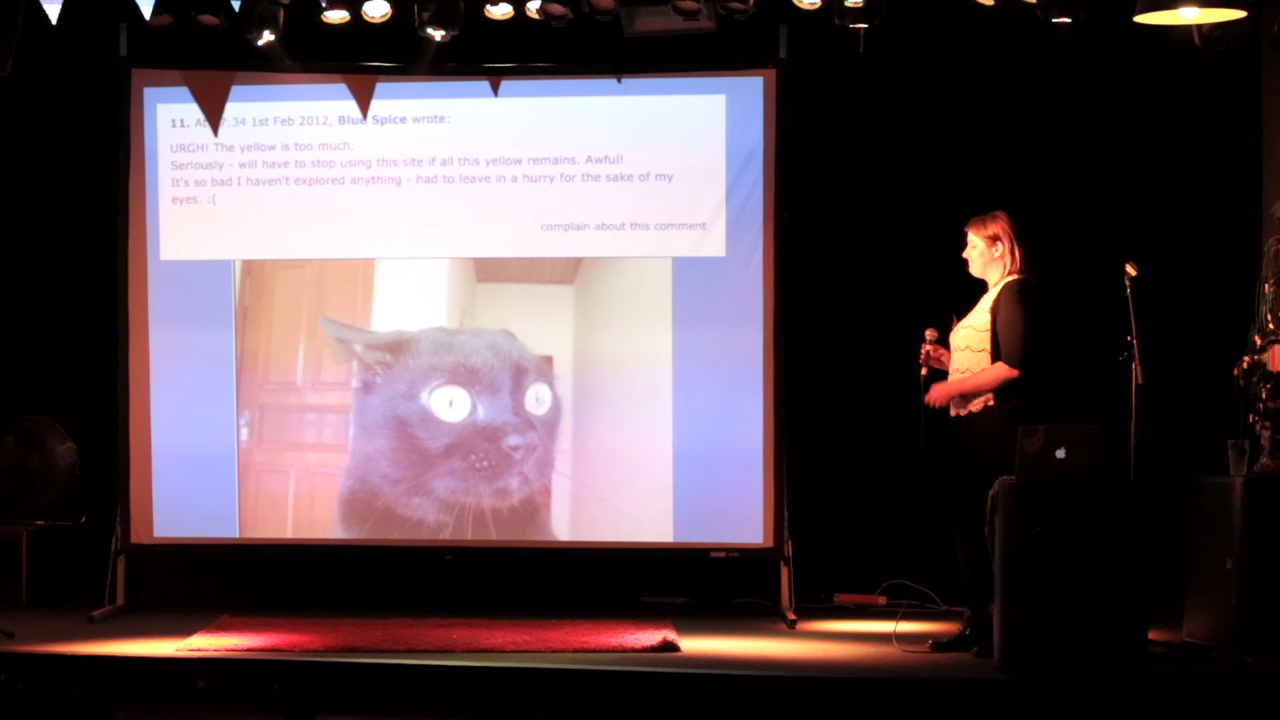 11. At 7:34 1st Feb 2012, Blue Spice wrote:
URGH! The yellow is too much.
Seriously - will have to stop using this site if all this yellow remains. Awful!
It's so bad I haven't explored anything - had to leave in a hurry for the sake of my
eyes. :[
complain about this comment